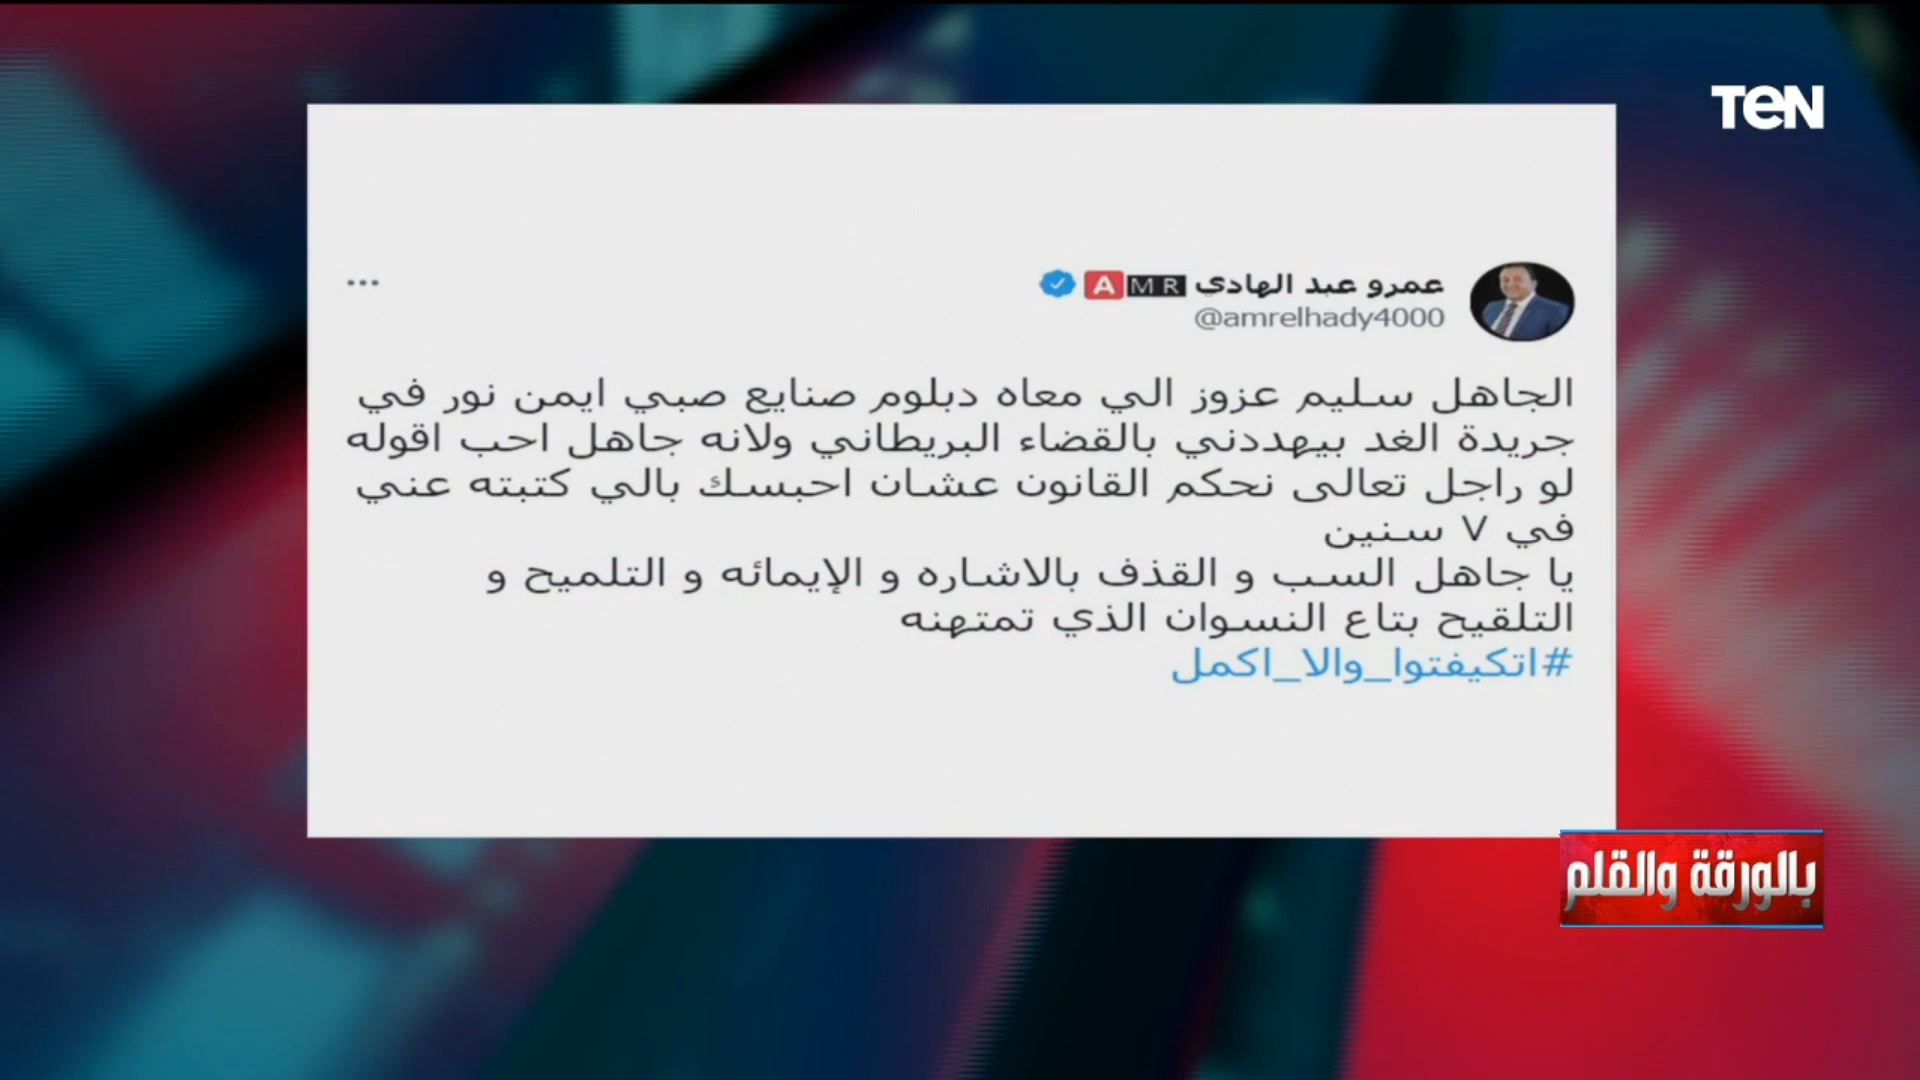 TeN
عمرو عبد الهادي AMR
@amrelhady4000
الجاهل سليم عزوز الي معاه دبلوم صنايع صبي ايمن نور في
جريدة الغد بيهددني بالقضاء البريطاني ولانه جاهل احب اقوله
لو راجل تعالى نحكم القانون عشان احبسك بالي كتبته عني
في ٧ سنين
يا جاهل السب و القذف بالاشاره و الإيمائه و التلميح و
التلقيح بتاع النسوان الذي تمتهنه
#اتكيفتوا_والا_اكمل
بالورقة والقلم